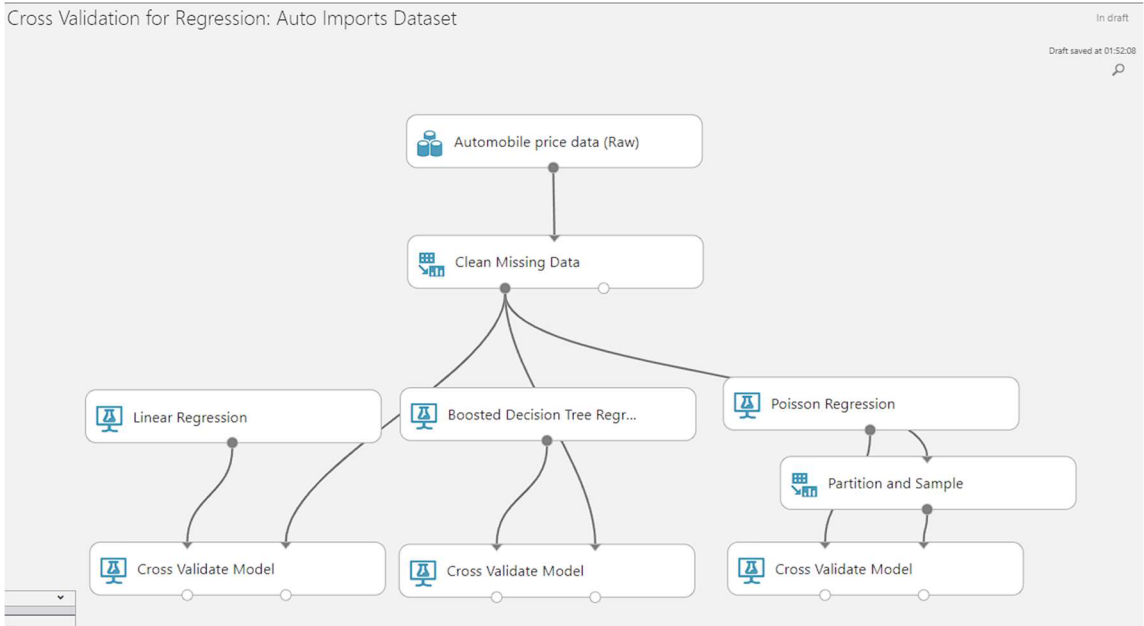 Cross Validation for Regression: Auto Imports Dataset
In draft
Draft saved at 01:52:08
Automobile price data (Raw)
Clean Missing Data
Linear Regression
Boosted Decision Tree Regr...
Poisson Regression
Partition and Sample
Cross Validate Model
Cross Validate Model
Cross Validate Model